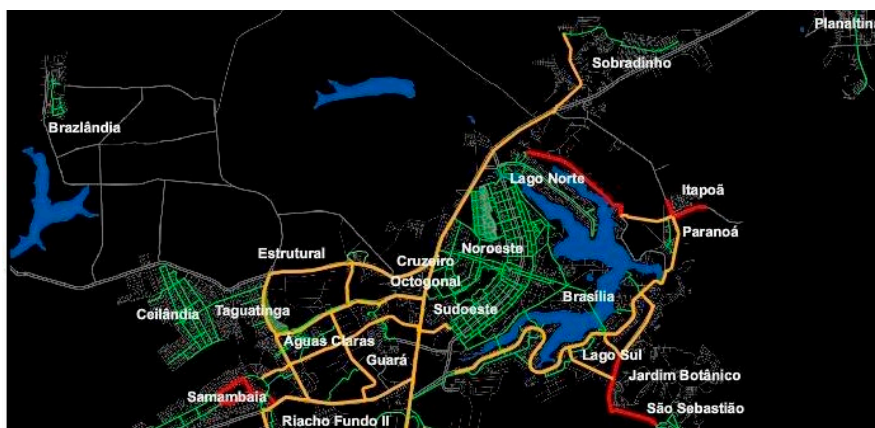 Planaltina
Sobradinho
Brazlândia
Lago Norte
Itapoã
Paranoá
Noroeste
Estrutural
Cruzeiro
Octogonal
Brasília
Ceilândia
Taguatinga
Sudoeste
Águas Claras
Guará
Lago Sul
Jardim Botânico
Samambaia
São Sebastião
Riacho Fundo II